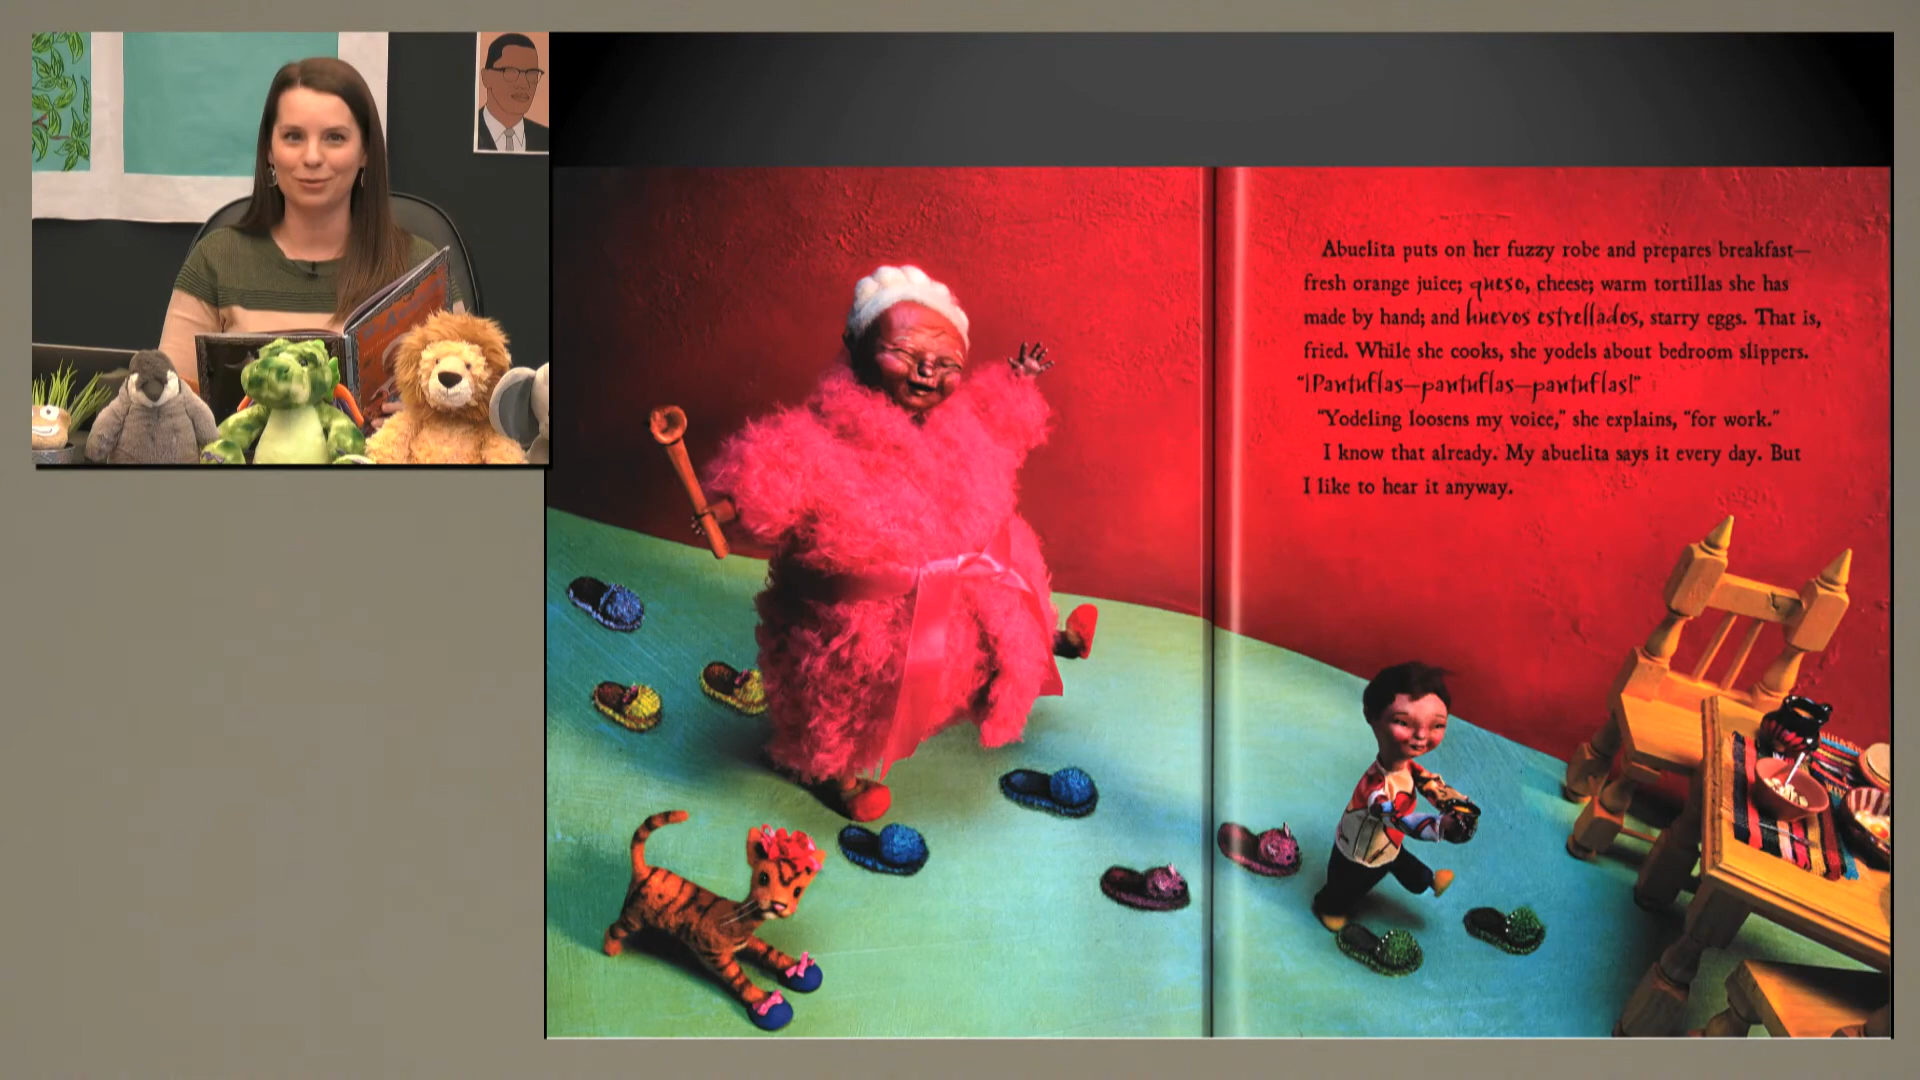 Abuelita puts on her fuzzy robe and prepares breakfast—
fresh orange juice; queso, cheese; warm tortillas she has
made by hand; and huevos estrellados, starry eggs. That is,
fried. While she cooks, she yodels about bedroom slippers.
“¡Pantuflas—pantuflas—pantuflas!”
“Yodeling loosens my voice,” she explains, “for work.”
I know that already. My abuelita says it every day. But
I like to hear it anyway.